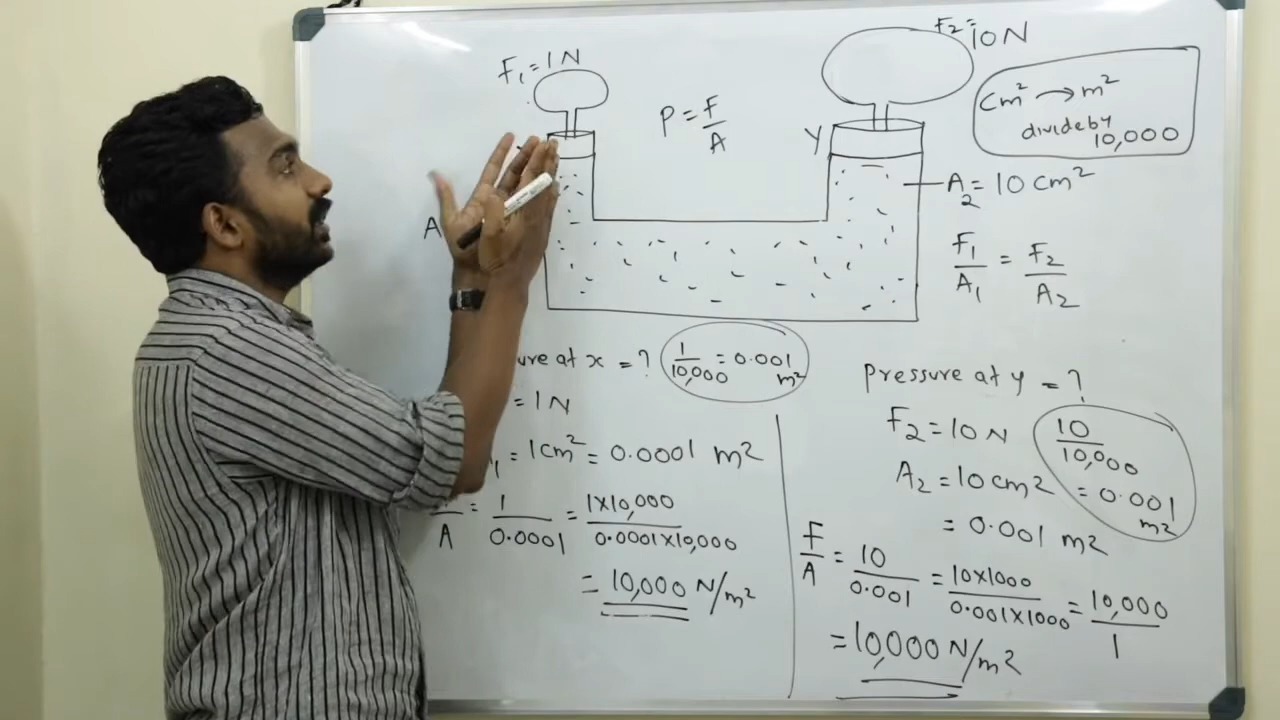 F₁ = 1N
P = F/A
F₂ = 10N
Y
cm² → m²
divide by
10,000
A
A₂ = 10 cm²
F₁/A₁ = F₂/A₂
ure at x = ?
1/10,000 = 0.001 m²
= 1N
₁ = 1cm² = 0.0001 m²
/A = 1/0.0001 = 1×10,000/0.0001×10,000
= 10,000 N/m²
Pressure at y = ?
F₂ = 10 N
10/10,000
= 0.001 m²
A₂ = 10 cm²
= 0.001 m²
F/A = 10/0.001 = 10×1000/0.001×1000 = 10,000/1
= 10,000 N/m²